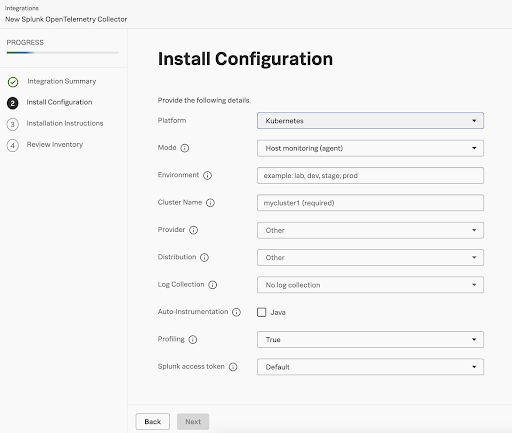 Integrations
New Splunk OpenTelemetry Collector
PROGRESS
Integration Summary
2 Install Configuration
3 Installation Instructions
4 Review Inventory
Install Configuration
Provide the following details.
Platform Kubernetes
Mode Host monitoring (agent)
Environment example: lab, dev, stage, prod
Cluster Name mycluster1 (required)
Provider Other
Distribution Other
Log Collection No log collection
Auto-Instrumentation Java
Profiling True
Splunk access token Default
Back Next